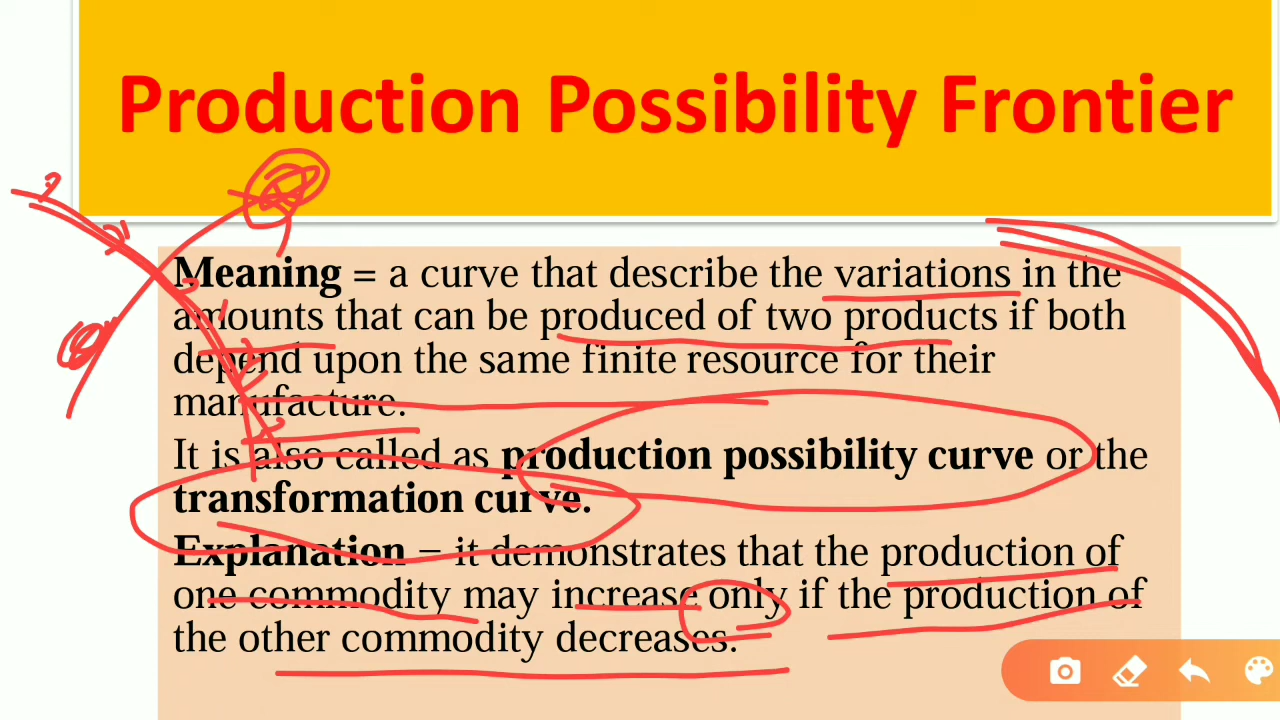 Production Possibility Frontier
Meaning = a curve that describe the variations in the
amounts that can be produced of two products if both
depend upon the same finite resource for their
manufacture.
It is also called as production possibility curve or the
transformation curve.
Explanation – it demonstrates that the production of
one commodity may increase only if the production of
the other commodity decreases.